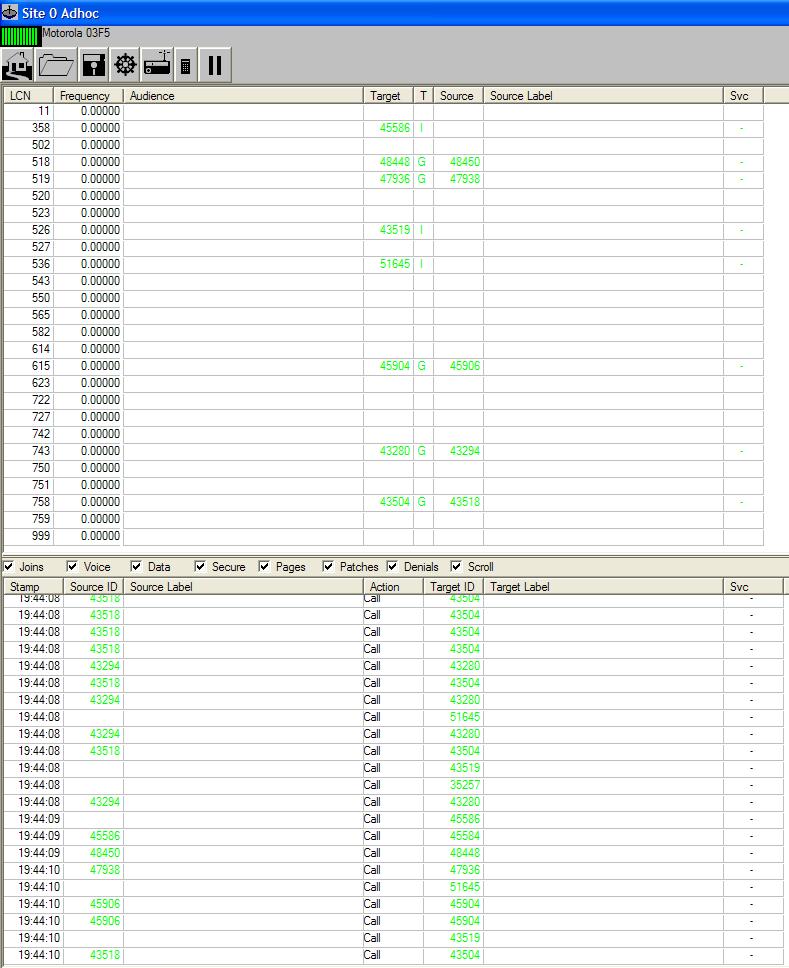 Site 0 Adhoc
Motorola 03F5
LCN Frequency Audience Target T Source Source Label Svc
11 0.00000
358 0.00000 45586 I -
502 0.00000
518 0.00000 48448 G 48450 -
519 0.00000 47936 G 47938 -
520 0.00000
523 0.00000
526 0.00000 43519 I -
527 0.00000
536 0.00000 51645 I -
543 0.00000
550 0.00000
565 0.00000
582 0.00000
614 0.00000
615 0.00000 45904 G 45906 -
623 0.00000
722 0.00000
727 0.00000
742 0.00000
743 0.00000 43280 G 43294 -
750 0.00000
751 0.00000
758 0.00000 43504 G 43518 -
759 0.00000
999 0.00000
Joins Voice Data Secure Pages Patches Denials Scroll
Stamp Source ID Source Label Action Target ID Target Label Svc
19:44:08 43518 Call 43504 -
19:44:08 43518 Call 43504 -
19:44:08 43518 Call 43504 -
19:44:08 43518 Call 43504 -
19:44:08 43294 Call 43280 -
19:44:08 43518 Call 43504 -
19:44:08 43294 Call 43280 -
19:44:08 Call 51645 -
19:44:08 43294 Call 43280 -
19:44:08 43518 Call 43504 -
19:44:08 Call 43519 -
19:44:08 Call 35257 -
19:44:08 43294 Call 43280 -
19:44:09 Call 45586 -
19:44:09 45586 Call 45584 -
19:44:09 48450 Call 48448 -
19:44:10 47938 Call 47936 -
19:44:10 Call 51645 -
19:44:10 45906 Call 45904 -
19:44:10 45906 Call 45904 -
19:44:10 Call 43519 -
19:44:10 43518 Call 43504 -